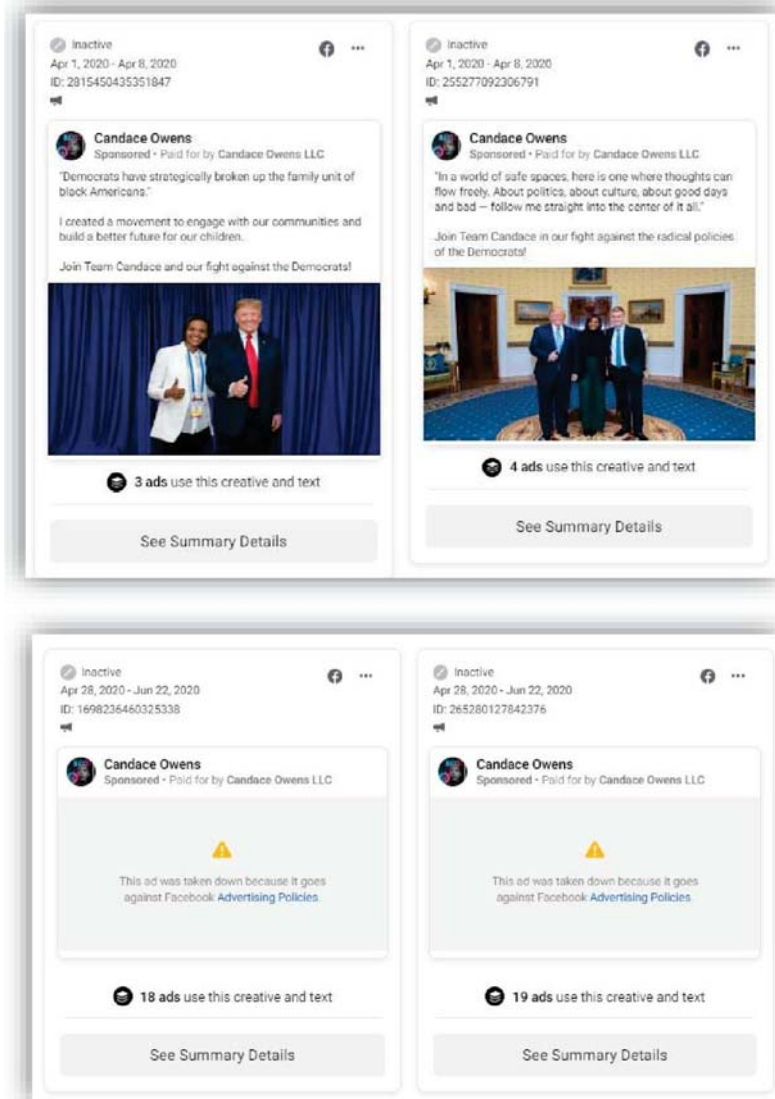 Inactive
Apr 1, 2020 - Apr 8, 2020
ID: 2815450435351847
Candace Owens
Sponsored • Paid for by Candace Owens LLC
"Democrats have strategically broken up the family unit of
black Americans."
I created a movement to engage with our communities and
build a better future for our children.
Join Team Candace and our fight against the Democrats!
3 ads use this creative and text
See Summary Details
Inactive
Apr 1, 2020 - Apr 8, 2020
ID: 255277092306791
Candace Owens
Sponsored • Paid for by Candace Owens LLC
"In a world of safe spaces, here is one where thoughts can
flow freely. About politics, about culture, about good days
and bad — follow me straight into the center of it all."
Join Team Candace in our fight against the radical policies
of the Democrats!
4 ads use this creative and text
See Summary Details
Inactive
Apr 28, 2020 - Jun 22, 2020
ID: 1698236460325338
Candace Owens
Sponsored • Paid for by Candace Owens LLC
This ad was taken down because it goes
against Facebook Advertising Policies
18 ads use this creative and text
See Summary Details
Inactive
Apr 28, 2020 - Jun 22, 2020
ID: 265280127842376
Candace Owens
Sponsored • Paid for by Candace Owens LLC
This ad was taken down because it goes
against Facebook Advertising Policies
19 ads use this creative and text
See Summary Details